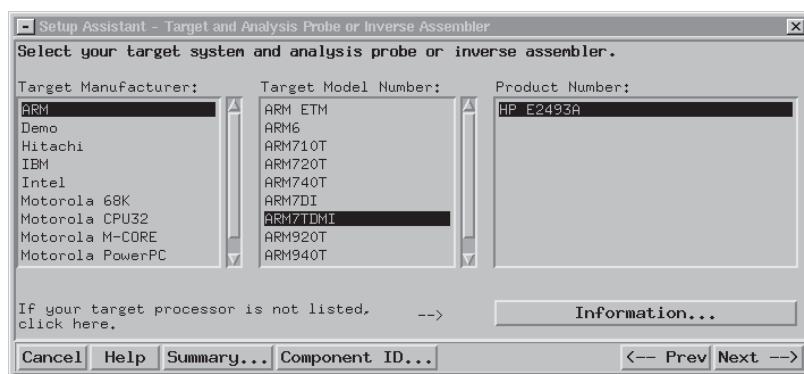 Setup Assistant - Target and Analysis Probe or Inverse Assembler
Select your target system and analysis probe or inverse assembler.
Target Manufacturer:
ARM
Demo
Hitachi
IBM
Intel
Motorola 68K
Motorola CPU32
Motorola M-CORE
Motorola PowerPC
Target Model Number:
ARM ETM
ARM6
ARM710T
ARM720T
ARM740T
ARM7DI
ARM7TDMI
ARM920T
ARM940T
Product Number:
HP E2493A
If your target processor is not listed,
click here.
-->
Information...
Cancel Help Summary... Component ID... <-- Prev Next -->